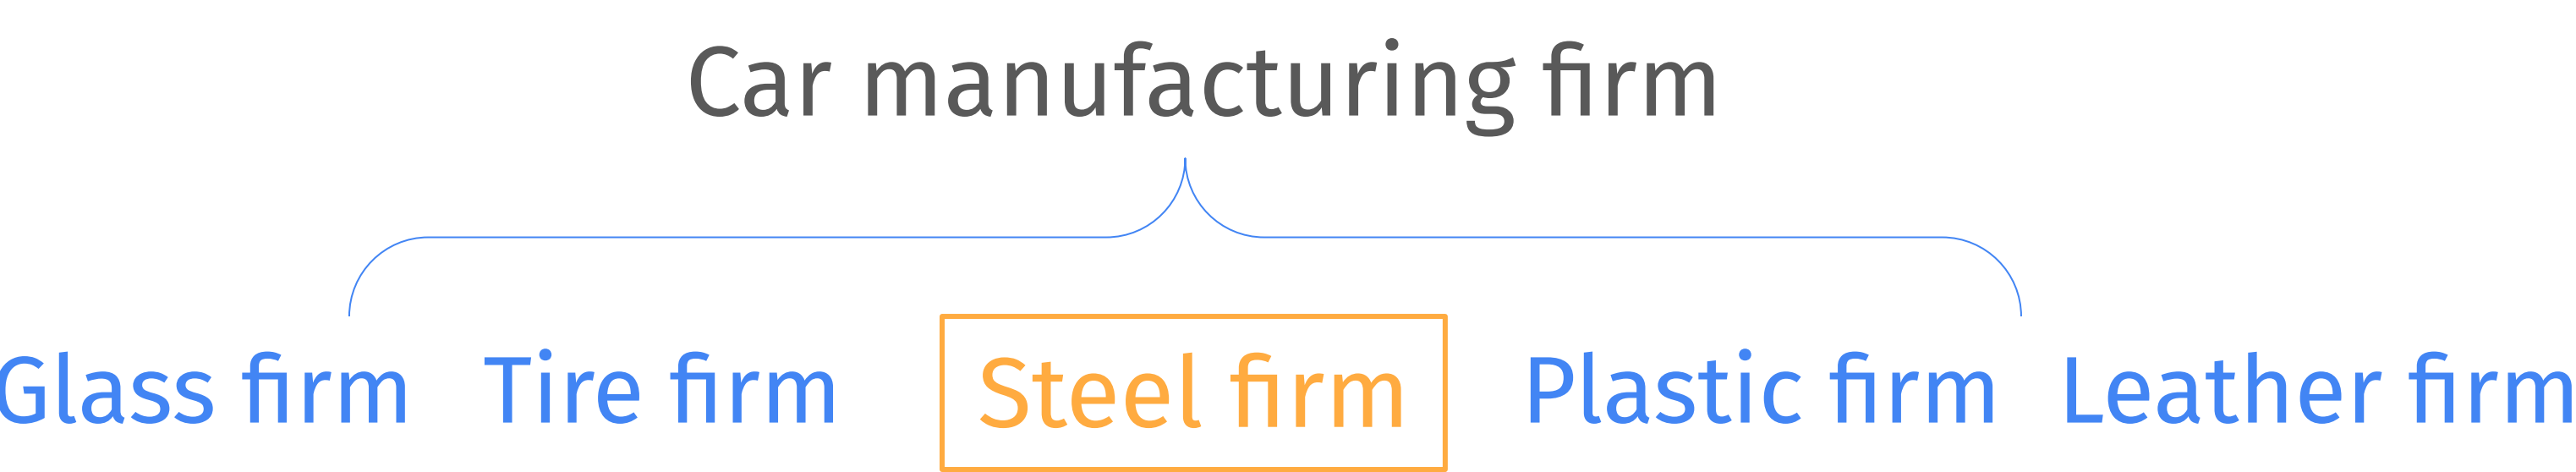 Car manufacturing firm
Glass firm Tire firm Steel firm Plastic firm Leather firm